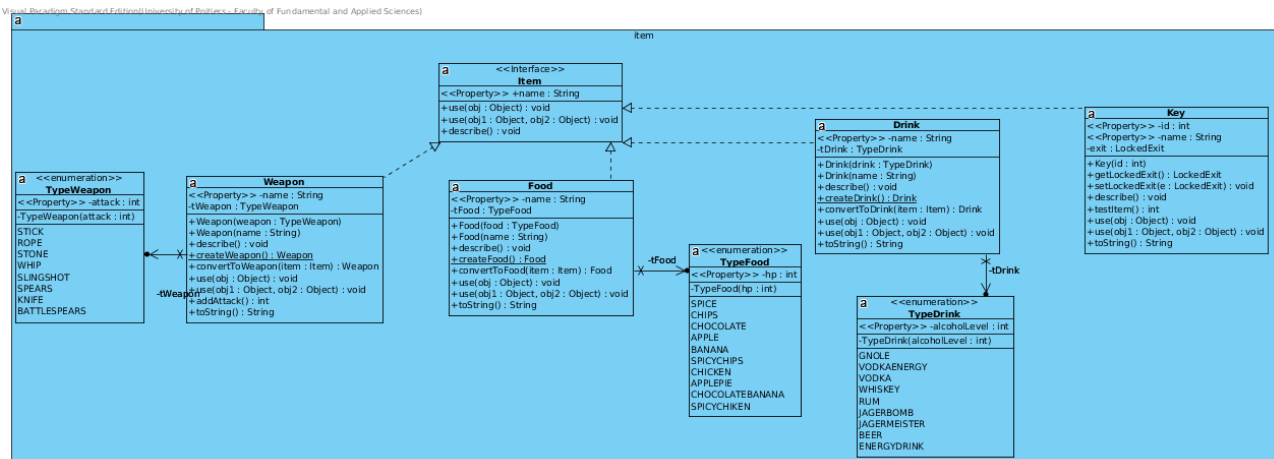 Visual Paradigm Standard Edition(University of Poitiers - Faculty of Fundamental and Applied Sciences)
a
item
a
<<Interface>>
Item
<<Property>> +name : String
+use(obj : Object) : void
+use(obj1 : Object, obj2 : Object) : void
+describe() : void
a
<<enumeration>>
TypeWeapon
<<Property>> -attack : int
-TypeWeapon(attack : int)
STICK
ROPE
STONE
WHIP
SLINGSHOT
SPEARS
KNIFE
BATTLESPEARS
-tWeapon
a
Weapon
<<Property>> -name : String
-tWeapon : TypeWeapon
+Weapon(weapon : TypeWeapon)
+Weapon(name : String)
+describe() : void
+createWeapon() : Weapon
+convertToWeapon(item : Item) : Weapon
+use(obj : Object) : void
+use(obj1 : Object, obj2 : Object) : void
+addAttack() : int
+toString() : String
a
Food
<<Property>> -name : String
-tFood : TypeFood
+Food(food : TypeFood)
+Food(name : String)
+describe() : void
+createFood() : Food
+convertToFood(item : Item) : Food
+use(obj : Object) : void
+use(obj1 : Object, obj2 : Object) : void
+toString() : String
-tFood
a
<<enumeration>>
TypeFood
<<Property>> -hp : int
-TypeFood(hp : int)
SPICE
CHIPS
CHOCOLATE
APPLE
BANANA
SPICYCHIPS
CHICKEN
APPLEPIE
CHOCOLATEBANANA
SPICYCHIKEN
a
Drink
<<Property>> -name : String
-tDrink : TypeDrink
+Drink(drink : TypeDrink)
+Drink(name : String)
+describe() : void
+createDrink() : Drink
+convertToDrink(item : Item) : Drink
+use(obj : Object) : void
+use(obj1 : Object, obj2 : Object) : void
+toString() : String
-tDrink
a
<<enumeration>>
TypeDrink
<<Property>> -alcoholLevel : int
-TypeDrink(alcoholLevel : int)
GNOLE
VODKAENERGY
VODKA
WHISKEY
RUM
JAGERBOMB
JAGERMEISTER
BEER
ENERGYDRINK
a
Key
<<Property>> -id : int
<<Property>> -name : String
-exit : LockedExit
+Key(id : int)
+getLockedExit() : LockedExit
+setLockedExit(e : LockedExit) : void
+describe() : void
+testItem() : int
+use(obj : Object) : void
+use(obj1 : Object, obj2 : Object) : void
+toString() : String